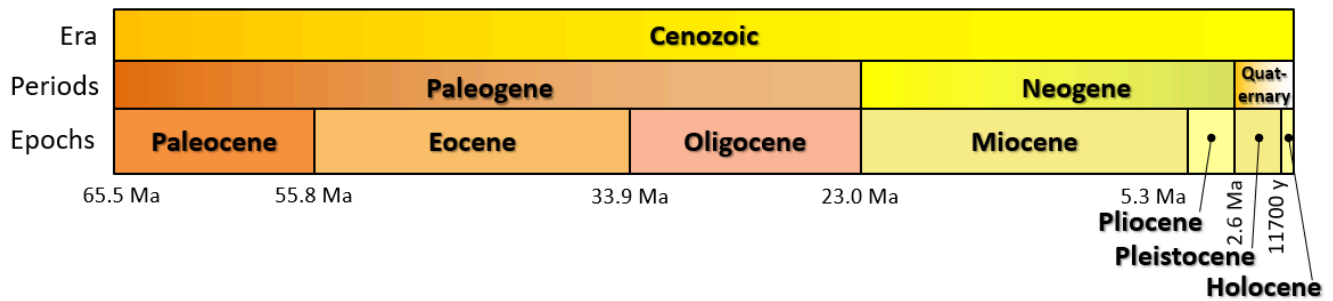 Era
Cenozoic
Periods
Paleogene
Neogene
Quat-
ernary
Epochs
Paleocene
Eocene
Oligocene
Miocene
65.5 Ma
55.8 Ma
33.9 Ma
23.0 Ma
5.3 Ma
2.6 Ma
11700 y
Pliocene
Pleistocene
Holocene